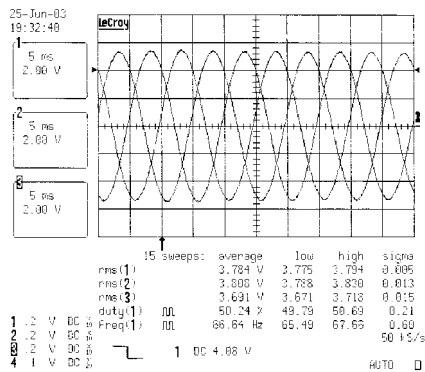 25-Jun-03
19:32:40
LeCroy
1
5 ms
2.00 V
2
5 ms
2.00 V
3
5 ms
2.00 V
15 sweeps: average low high sigma
rms(1) 3.784 V 3.775 3.794 0.005
rms(2) 3.808 V 3.788 3.830 0.013
rms(3) 3.691 V 3.671 3.718 0.015
duty(1) 50.24 % 49.79 50.69 0.21
freq(1) 66.64 Hz 65.49 67.66 0.60
50 kS/s
1 .2 V DC
2 .2 V DC
3 .2 V DC
4 1 V DC
1 DC 4.08 V
AUTO